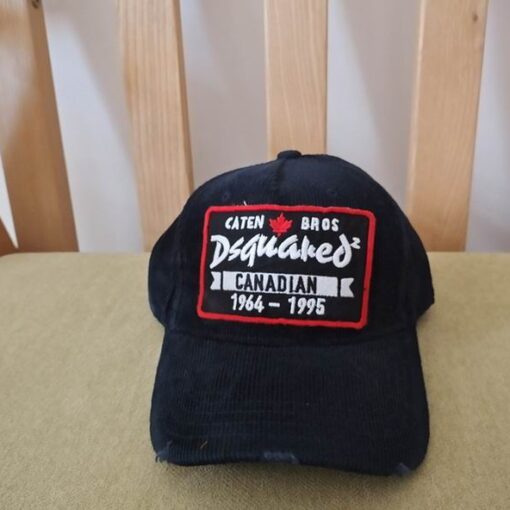 CATEN BROS
Dsquared²
CANADIAN
1964 - 1995